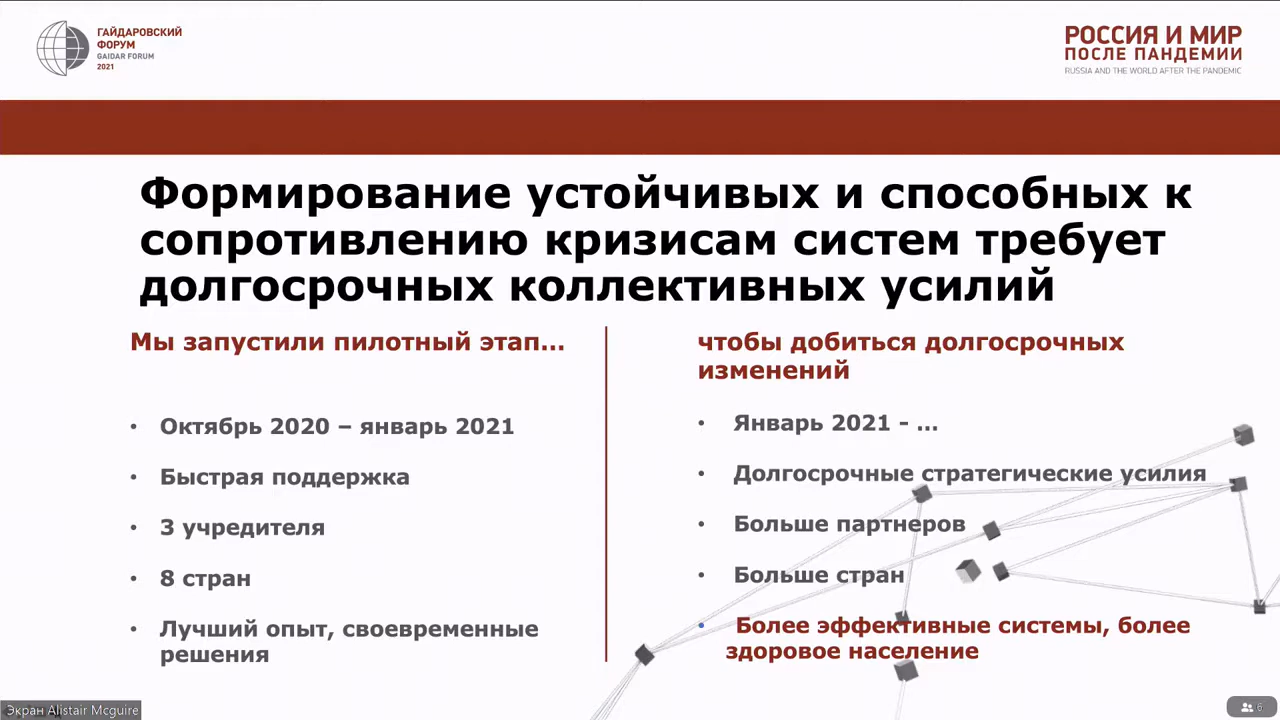 ГАЙДАРОВСКИЙ
ФОРУМ
GAIDAR FORUM
2021
РОССИЯ И МИР
ПОСЛЕ ПАНДЕМИИ
RUSSIA AND THE WORLD AFTER THE PANDEMIC
Формирование устойчивых и способных к
сопротивлению кризисам систем требует
долгосрочных коллективных усилий
Мы запустили пилотный этап...
• Октябрь 2020 – январь 2021
• Быстрая поддержка
• 3 учредителя
• 8 стран
• Лучший опыт, своевременные
решения
чтобы добиться долгосрочных
изменений
• Январь 2021 - ...
• Долгосрочные стратегические усилия
• Больше партнеров
• Больше стран
• Более эффективные системы, более
здоровое население
Экран Alistair Mcguire
6